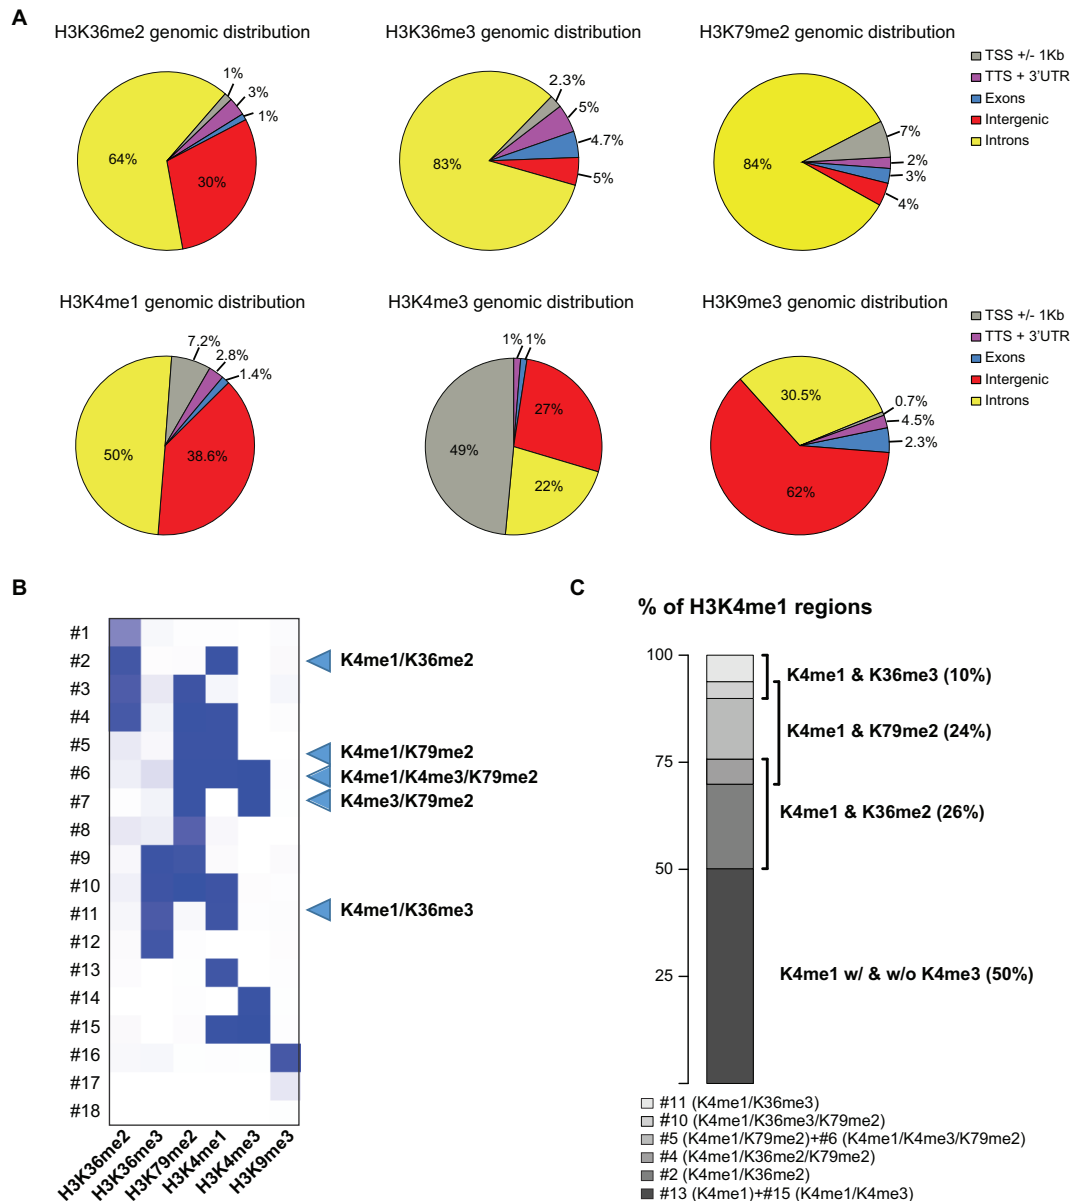 A
H3K36me2 genomic distribution
1%
3%
1%
64%
30%
H3K36me3 genomic distribution
2.3%
5%
4.7%
83%
5%
H3K79me2 genomic distribution
7%
2%
3%
84%
4%
TSS +/- 1Kb
TTS + 3'UTR
Exons
Intergenic
Introns
H3K4me1 genomic distribution
7.2%
2.8%
1.4%
50%
38.6%
H3K4me3 genomic distribution
1%
1%
27%
49%
22%
H3K9me3 genomic distribution
30.5%
0.7%
4.5%
2.3%
62%
TSS +/- 1Kb
TTS + 3'UTR
Exons
Intergenic
Introns
B
#1
#2
#3
#4
#5
#6
#7
#8
#9
#10
#11
#12
#13
#14
#15
#16
#17
#18
K4me1/K36me2
K4me1/K79me2
K4me1/K4me3/K79me2
K4me3/K79me2
K4me1/K36me3
H3K36me2
H3K36me3
H3K79me2
H3K4me1
H3K4me3
H3K9me3
C
% of H3K4me1 regions
100
75
50
25
K4me1 & K36me3 (10%)
K4me1 & K79me2 (24%)
K4me1 & K36me2 (26%)
K4me1 w/ & w/o K4me3 (50%)
#11 (K4me1/K36me3)
#10 (K4me1/K36me3/K79me2)
#5 (K4me1/K79me2)+#6 (K4me1/K4me3/K79me2)
#4 (K4me1/K36me2/K79me2)
#2 (K4me1/K36me2)
#13 (K4me1)+#15 (K4me1/K4me3)